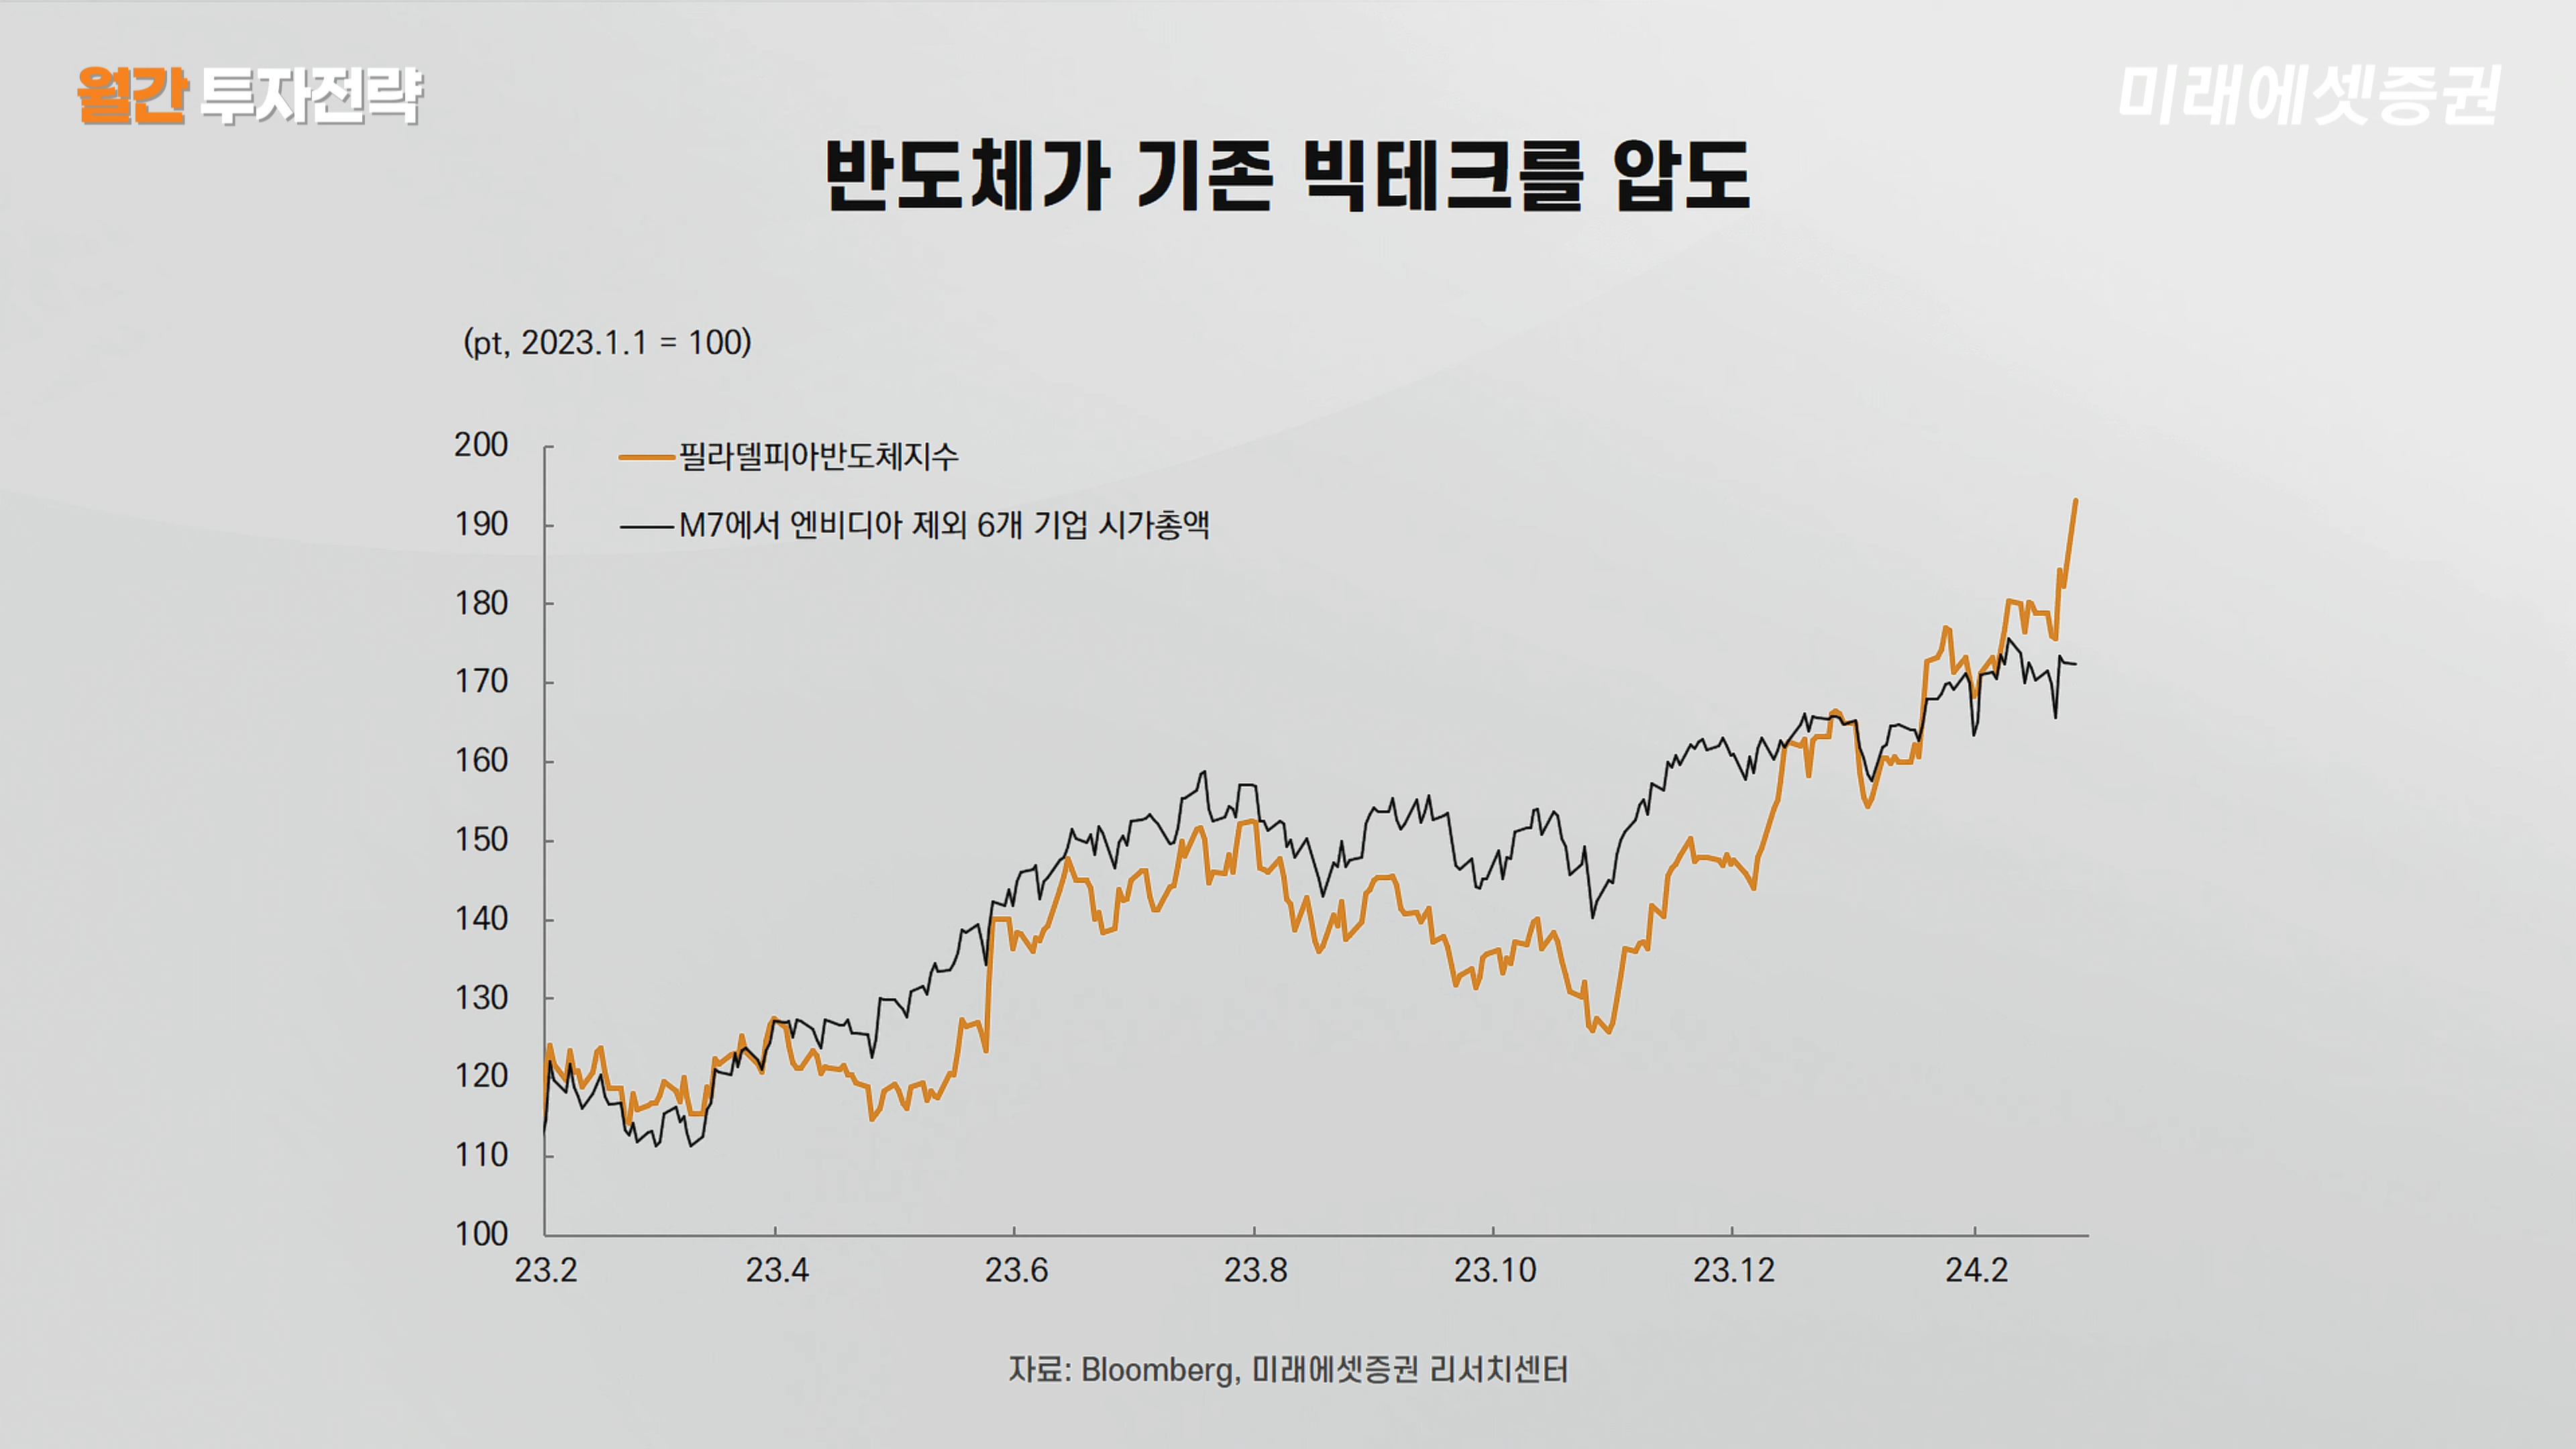 월간 투자전략
미래에셋증권
반도체가 기존 빅테크를 압도
(pt, 2023.1.1 = 100)
필라델피아반도체지수
M7에서 엔비디아 제외 6개 기업 시가총액
200
190
180
170
160
150
140
130
120
110
100
23.2 23.4 23.6 23.8 23.10 23.12 24.2
자료: Bloomberg, 미래에셋증권 리서치센터